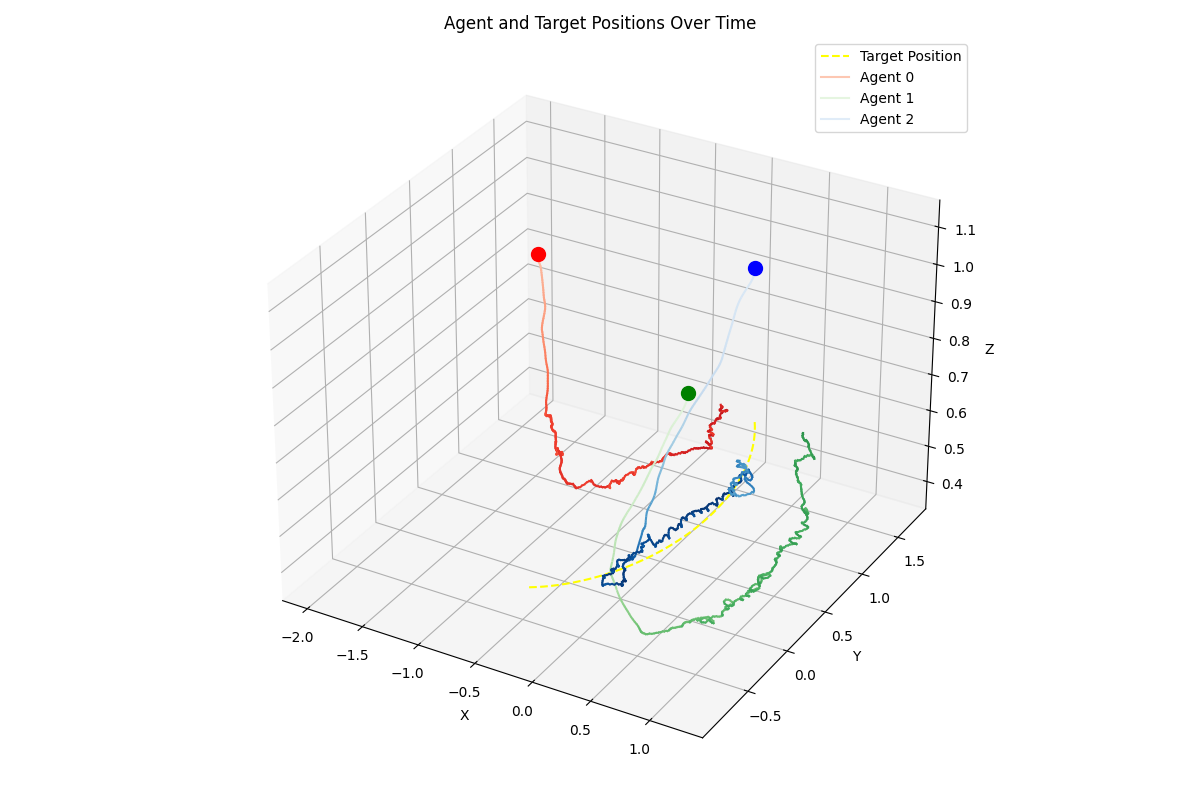 Agent and Target Positions Over Time
Target Position
Agent 0
Agent 1
Agent 2
1.1
1.0
0.9
0.8
0.7
0.6
0.5
0.4
Z
1.5
1.0
0.5
0.0
−0.5
Y
−2.0
−1.5
−1.0
−0.5
0.0
0.5
1.0
X